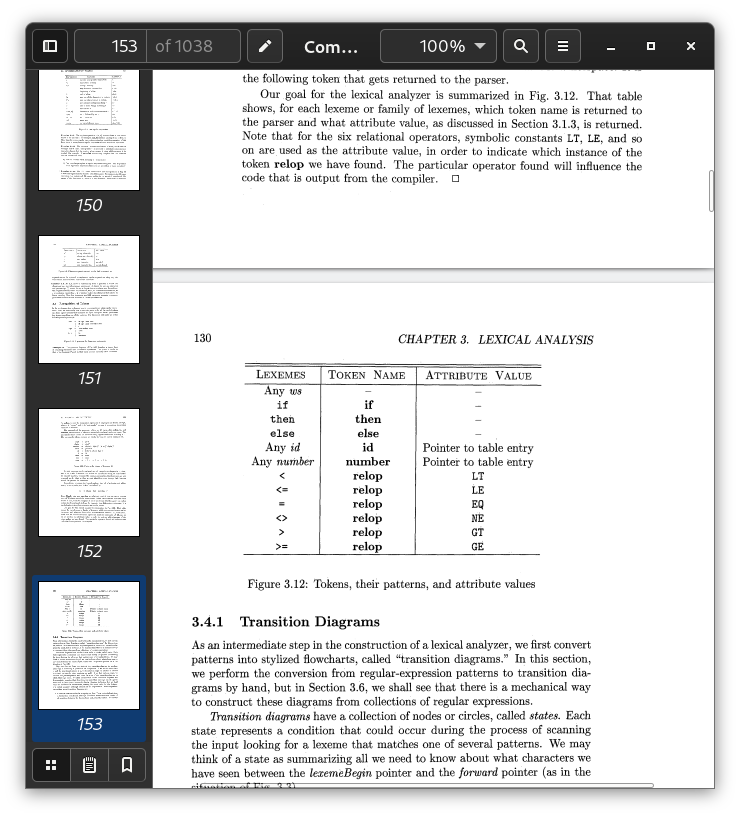 153 of 1038 Com... 100%
150
151
152
153
the following token that gets returned to the parser.
Our goal for the lexical analyzer is summarized in Fig. 3.12. That table
shows, for each lexeme or family of lexemes, which token name is returned to
the parser and what attribute value, as discussed in Section 3.1.3, is returned.
Note that for the six relational operators, symbolic constants LT, LE, and so
on are used as the attribute value, in order to indicate which instance of the
token relop we have found. The particular operator found will influence the
code that is output from the compiler. □
130 CHAPTER 3. LEXICAL ANALYSIS
LEXEMES TOKEN NAME ATTRIBUTE VALUE
Any ws – –
if if –
then then –
else else –
Any id id Pointer to table entry
Any number number Pointer to table entry
< relop LT
<= relop LE
= relop EQ
<> relop NE
> relop GT
>= relop GE
Figure 3.12: Tokens, their patterns, and attribute values
3.4.1 Transition Diagrams
As an intermediate step in the construction of a lexical analyzer, we first convert
patterns into stylized flowcharts, called “transition diagrams.” In this section,
we perform the conversion from regular-expression patterns to transition dia-
grams by hand, but in Section 3.6, we shall see that there is a mechanical way
to construct these diagrams from collections of regular expressions.
Transition diagrams have a collection of nodes or circles, called states. Each
state represents a condition that could occur during the process of scanning
the input looking for a lexeme that matches one of several patterns. We may
think of a state as summarizing all we need to know about what characters we
have seen between the lexemeBegin pointer and the forward pointer (as in the
situation of Fig. 3.3)